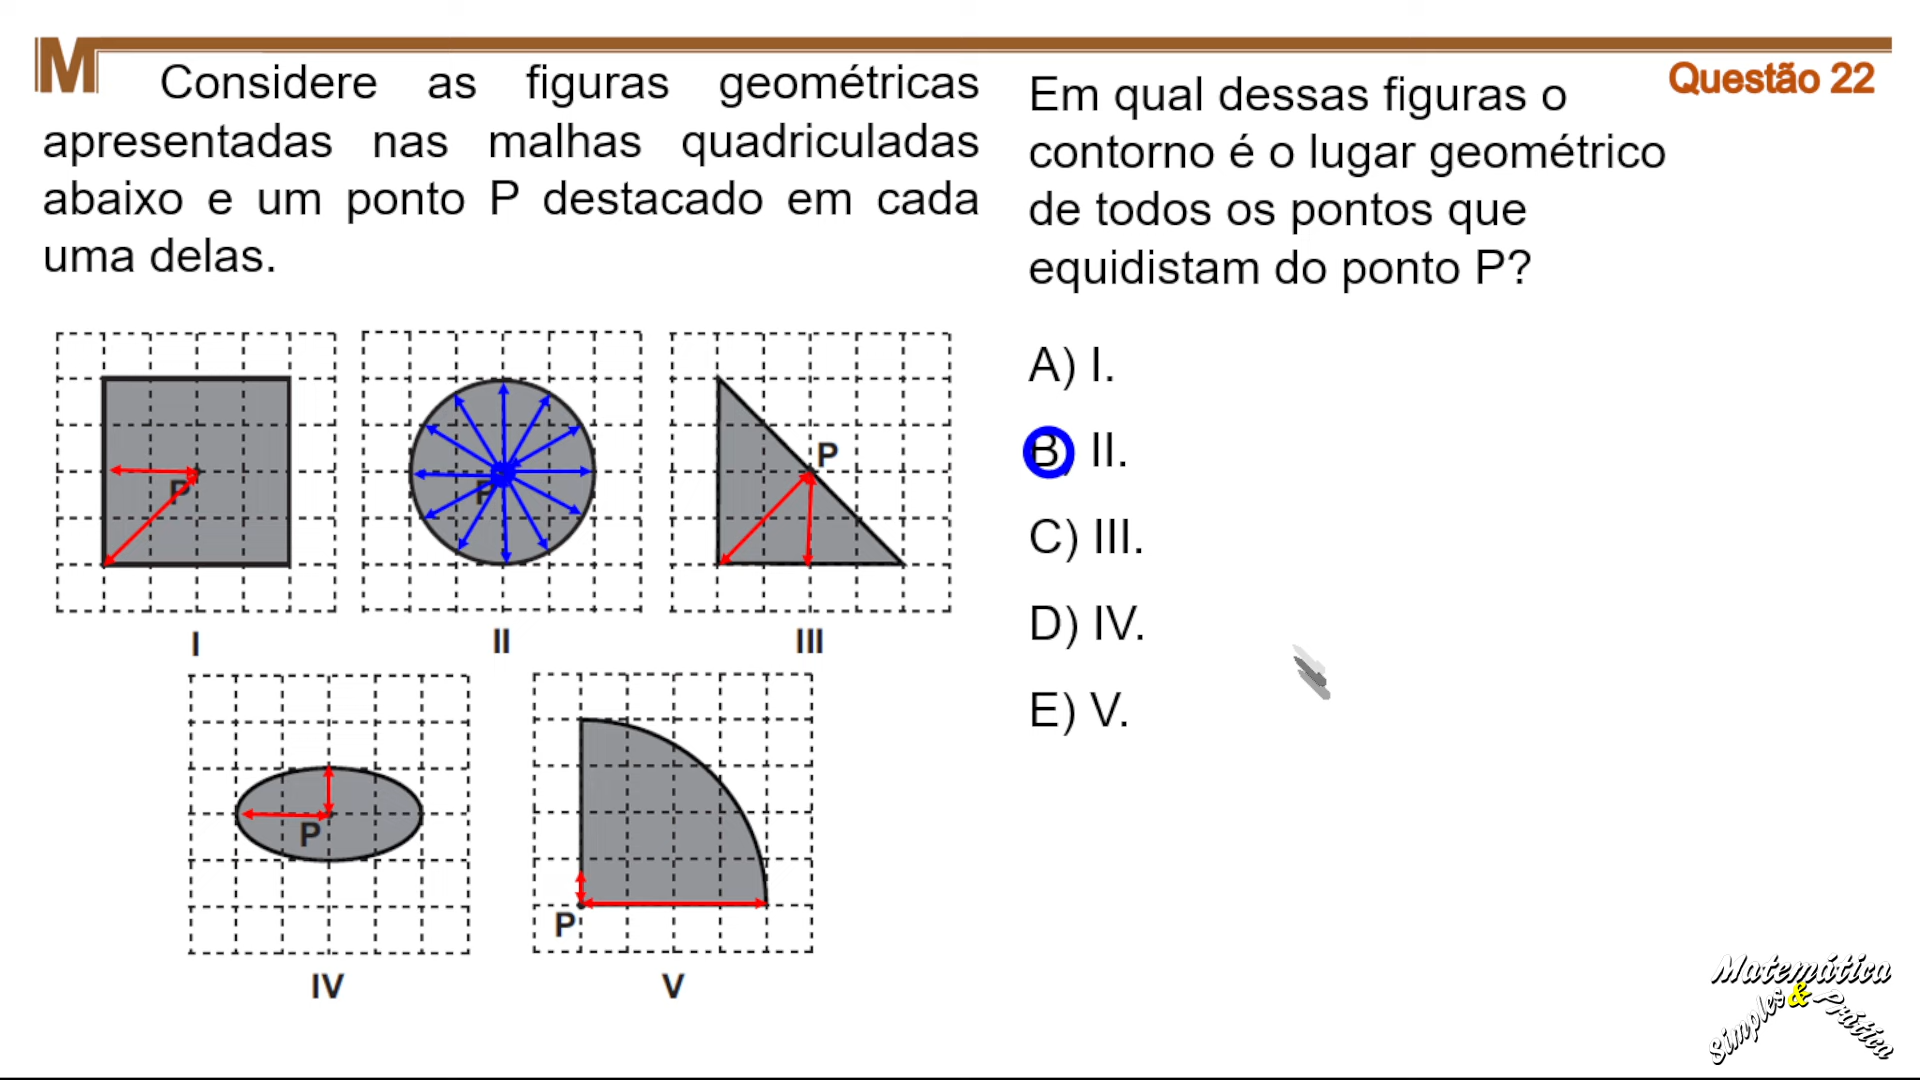 M
Questão 22
Considere as figuras geométricas
apresentadas nas malhas quadriculadas
abaixo e um ponto P destacado em cada
uma delas.
P
I
P
II
P
III
P
IV
P
V
Em qual dessas figuras o
contorno é o lugar geométrico
de todos os pontos que
equidistam do ponto P?
A) I.
B) II.
C) III.
D) IV.
E) V.
Matemática
Simples & Prática